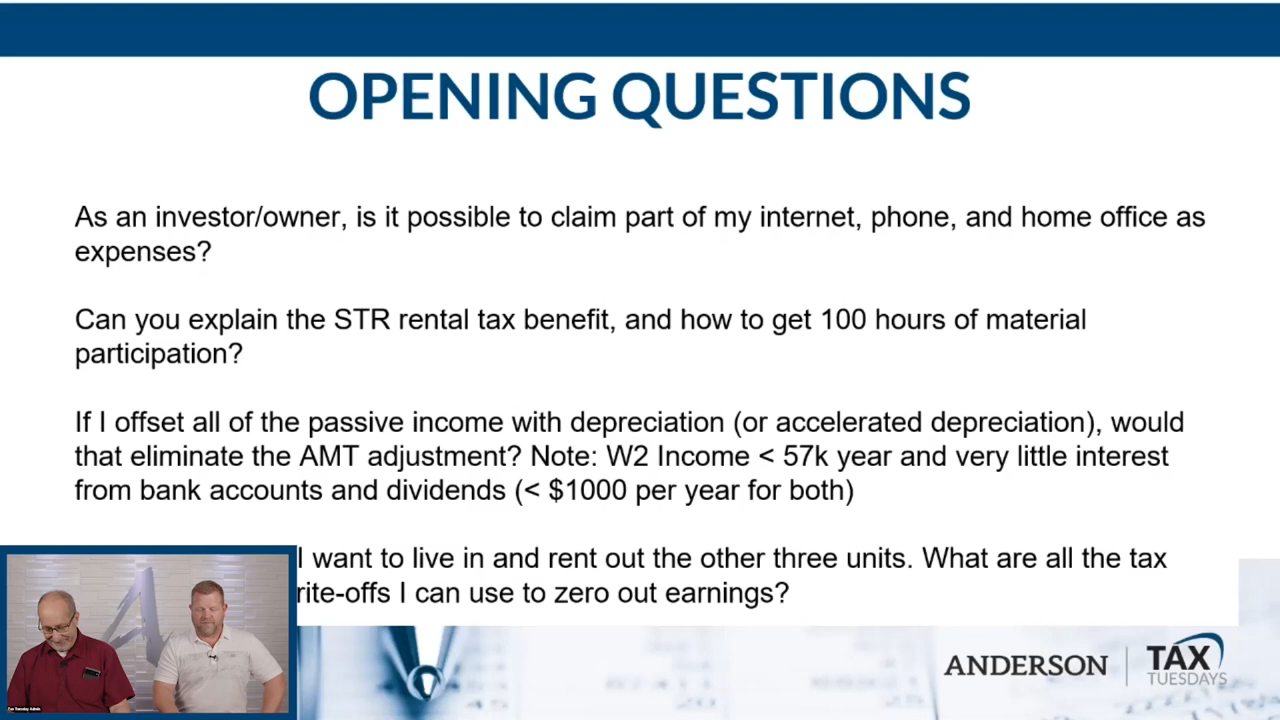 OPENING QUESTIONS
As an investor/owner, is it possible to claim part of my internet, phone, and home office as
expenses?
Can you explain the STR rental tax benefit, and how to get 100 hours of material
participation?
If I offset all of the passive income with depreciation (or accelerated depreciation), would
that eliminate the AMT adjustment? Note: W2 Income < 57k year and very little interest
from bank accounts and dividends (< $1000 per year for both)
I want to live in and rent out the other three units. What are all the tax
rite-offs I can use to zero out earnings?
Tax Tuesday Admin
ANDERSON
TAX
TUESDAYS